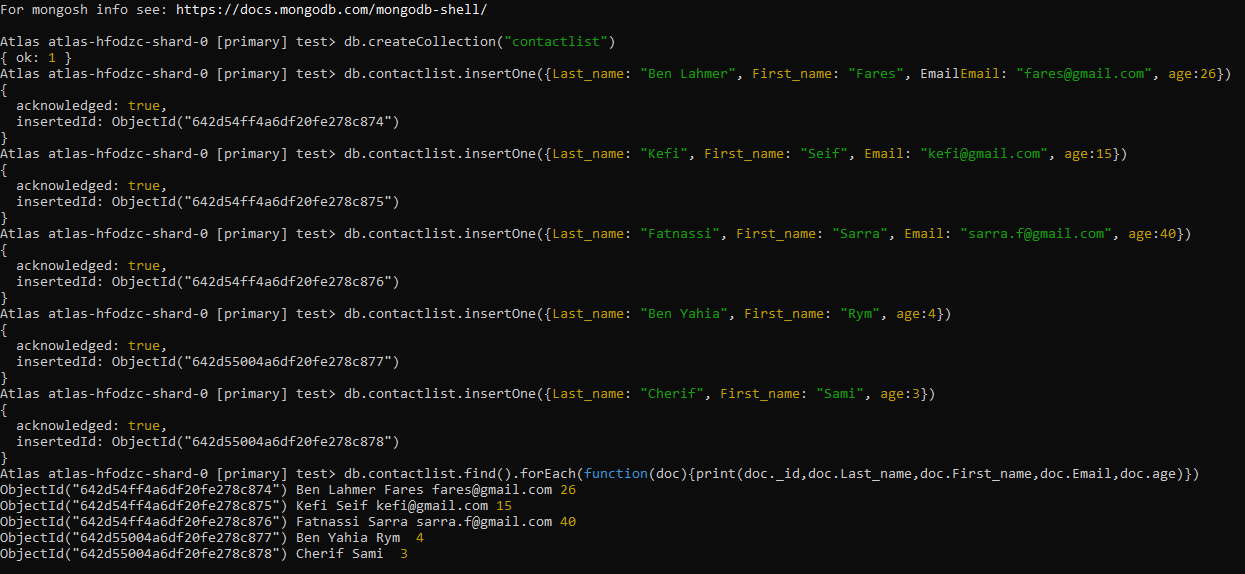 For mongosh info see: https://docs.mongodb.com/mongodb-shell/
Atlas atlas-hfodzc-shard-0 [primary] test> db.createCollection("contactlist")
{ ok: 1 }
Atlas atlas-hfodzc-shard-0 [primary] test> db.contactlist.insertOne({Last_name: "Ben Lahmer", First_name: "Fares", EmailEmail: "fares@gmail.com", age:26})
{
  acknowledged: true,
  insertedId: ObjectId("642d54ff4a6df20fe278c874")
}
Atlas atlas-hfodzc-shard-0 [primary] test> db.contactlist.insertOne({Last_name: "Kefi", First_name: "Seif", Email: "kefi@gmail.com", age:15})
{
  acknowledged: true,
  insertedId: ObjectId("642d54ff4a6df20fe278c875")
}
Atlas atlas-hfodzc-shard-0 [primary] test> db.contactlist.insertOne({Last_name: "Fatnassi", First_name: "Sarra", Email: "sarra.f@gmail.com", age:40})
{
  acknowledged: true,
  insertedId: ObjectId("642d54ff4a6df20fe278c876")
}
Atlas atlas-hfodzc-shard-0 [primary] test> db.contactlist.insertOne({Last_name: "Ben Yahia", First_name: "Rym", age:4})
{
  acknowledged: true,
  insertedId: ObjectId("642d55004a6df20fe278c877")
}
Atlas atlas-hfodzc-shard-0 [primary] test> db.contactlist.insertOne({Last_name: "Cherif", First_name: "Sami", age:3})
{
  acknowledged: true,
  insertedId: ObjectId("642d55004a6df20fe278c878")
}
Atlas atlas-hfodzc-shard-0 [primary] test> db.contactlist.find().forEach(function(doc){print(doc._id,doc.Last_name,doc.First_name,doc.Email,doc.age)})
ObjectId("642d54ff4a6df20fe278c874") Ben Lahmer Fares fares@gmail.com 26
ObjectId("642d54ff4a6df20fe278c875") Kefi Seif kefi@gmail.com 15
ObjectId("642d54ff4a6df20fe278c876") Fatnassi Sarra sarra.f@gmail.com 40
ObjectId("642d55004a6df20fe278c877") Ben Yahia Rym  4
ObjectId("642d55004a6df20fe278c878") Cherif Sami  3